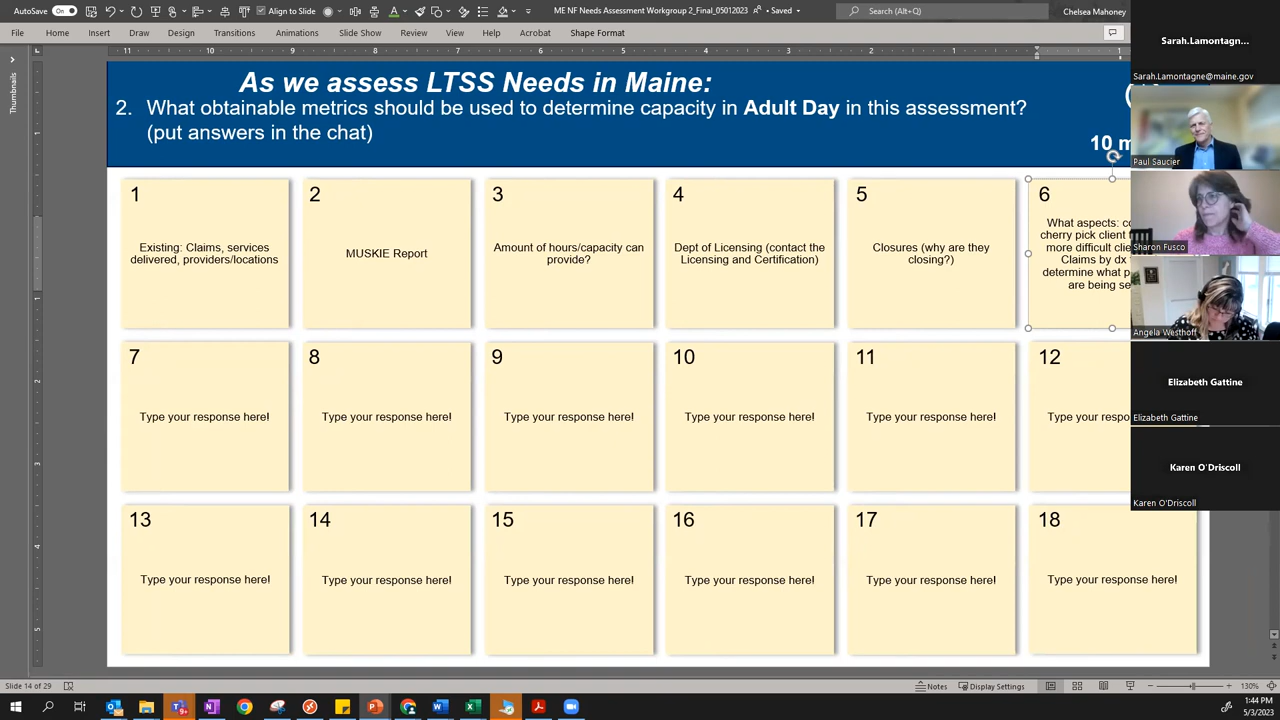 AutoSave On
Align to Slide
ME NF Needs Assessment Workgroup 2_Final_05012023
• Saved
Search (Alt+Q)
Chelsea Mahoney
File Home Insert Draw Design Transitions Animations Slide Show Review View Help Acrobat Shape Format
Thumbnails
As we assess LTSS Needs in Maine:
2. What obtainable metrics should be used to determine capacity in Adult Day in this assessment?
(put answers in the chat)
10 m
1
Existing: Claims, services
delivered, providers/locations
2
MUSKIE Report
3
Amount of hours/capacity can
provide?
4
Dept of Licensing (contact the
Licensing and Certification)
5
Closures (why are they
closing?)
6
What aspects: co
cherry pick client
more difficult clie
Claims by dx
determine what p
are being se
7
Type your response here!
8
Type your response here!
9
Type your response here!
10
Type your response here!
11
Type your response here!
12
Type your respo
13
Type your response here!
14
Type your response here!
15
Type your response here!
16
Type your response here!
17
Type your response here!
18
Type your response here!
Sarah.Lamontagn...
Sarah.Lamontagne@maine.gov
Paul Saucier
Sharon Fusco
Angela Westhoff
Elizabeth Gattine
Elizabeth Gattine
Karen O'Driscoll
Karen O'Driscoll
Slide 14 of 29
Notes
Display Settings
130%
1:44 PM
5/3/2023